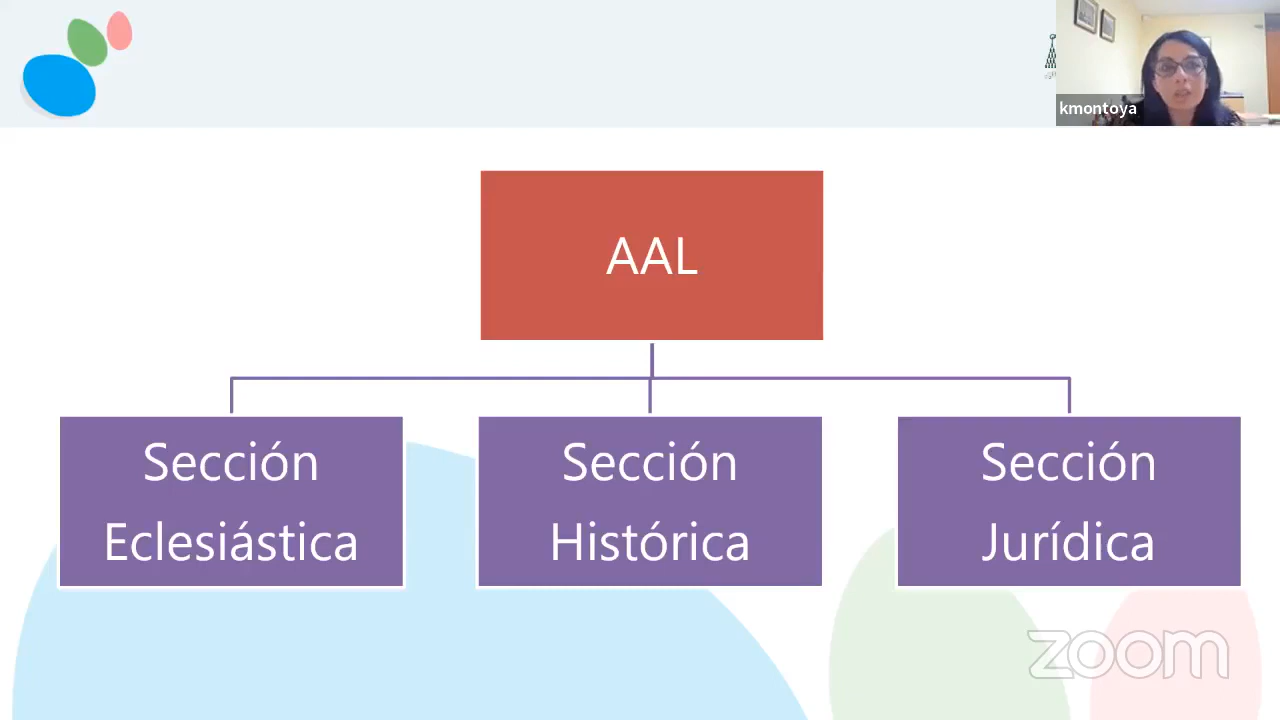 kmontoya
AAL
Sección
Eclesiástica
Sección
Histórica
Sección
Jurídica
zoom